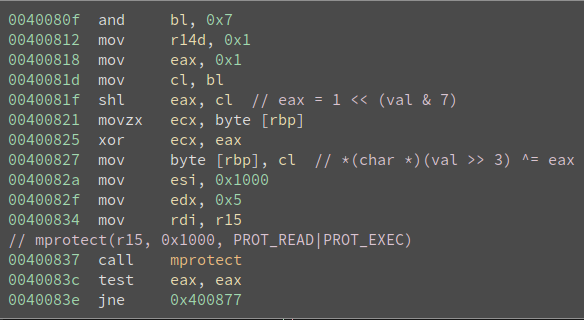 0040080f and bl, 0x7
00400812 mov r14d, 0x1
00400818 mov eax, 0x1
0040081d mov cl, bl
0040081f shl eax, cl // eax = 1 << (val & 7)
00400821 movzx ecx, byte [rbp]
00400825 xor ecx, eax
00400827 mov byte [rbp], cl // *(char *)(val >> 3) ^= eax
0040082a mov esi, 0x1000
0040082f mov edx, 0x5
00400834 mov rdi, r15
// mprotect(r15, 0x1000, PROT_READ|PROT_EXEC)
00400837 call mprotect
0040083c test eax, eax
0040083e jne 0x400877